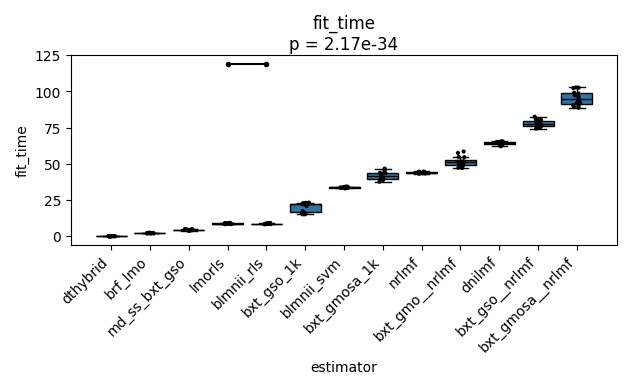 fit_time
p = 2.17e-34
fit_time
125
100
75
50
25
0
dthybrid
brf_lmo
md_ss_bxt_gso
lmorls
blmnii_rls
bxt_gso_1k
blmnii_svm
bxt_gmosa_1k
nrlmf
bxt_gmo__nrlmf
dnilmf
bxt_gso__nrlmf
bxt_gmosa__nrlmf
estimator